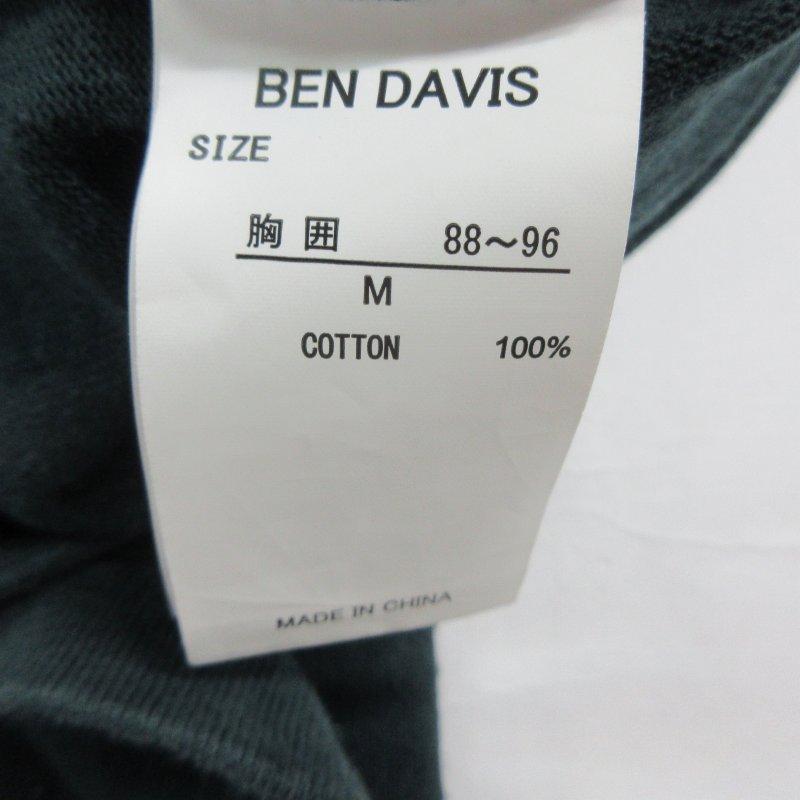 BEN DAVIS
SIZE
胸囲 88～96
M
COTTON 100%
MADE IN CHINA